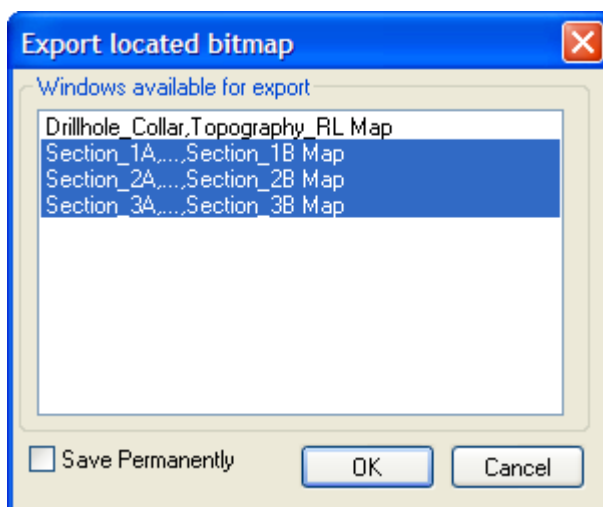 Export located bitmap
Windows available for export
Drillhole_Collar,Topography_RL Map
Section_1A,...,Section_1B Map
Section_2A,...,Section_2B Map
Section_3A,...,Section_3B Map
Save Permanently
OK
Cancel